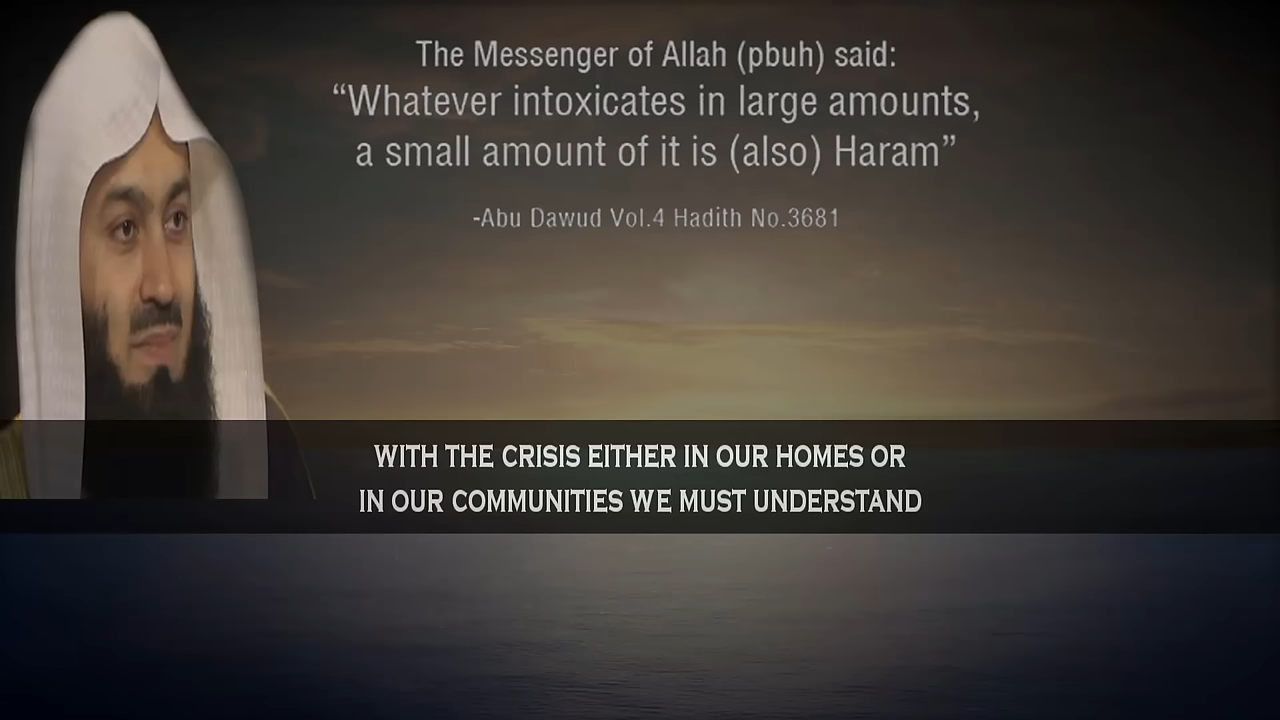 The Messenger of Allah (pbuh) said:
“Whatever intoxicates in large amounts,
a small amount of it is (also) Haram”
-Abu Dawud Vol.4 Hadith No.3681
WITH THE CRISIS EITHER IN OUR HOMES OR
IN OUR COMMUNITIES WE MUST UNDERSTAND